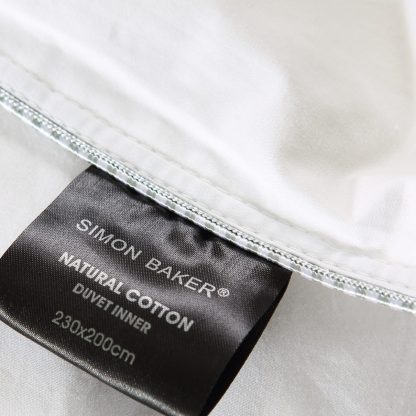 SIMON BAKER®
NATURAL COTTON
DUVET INNER
230x200cm